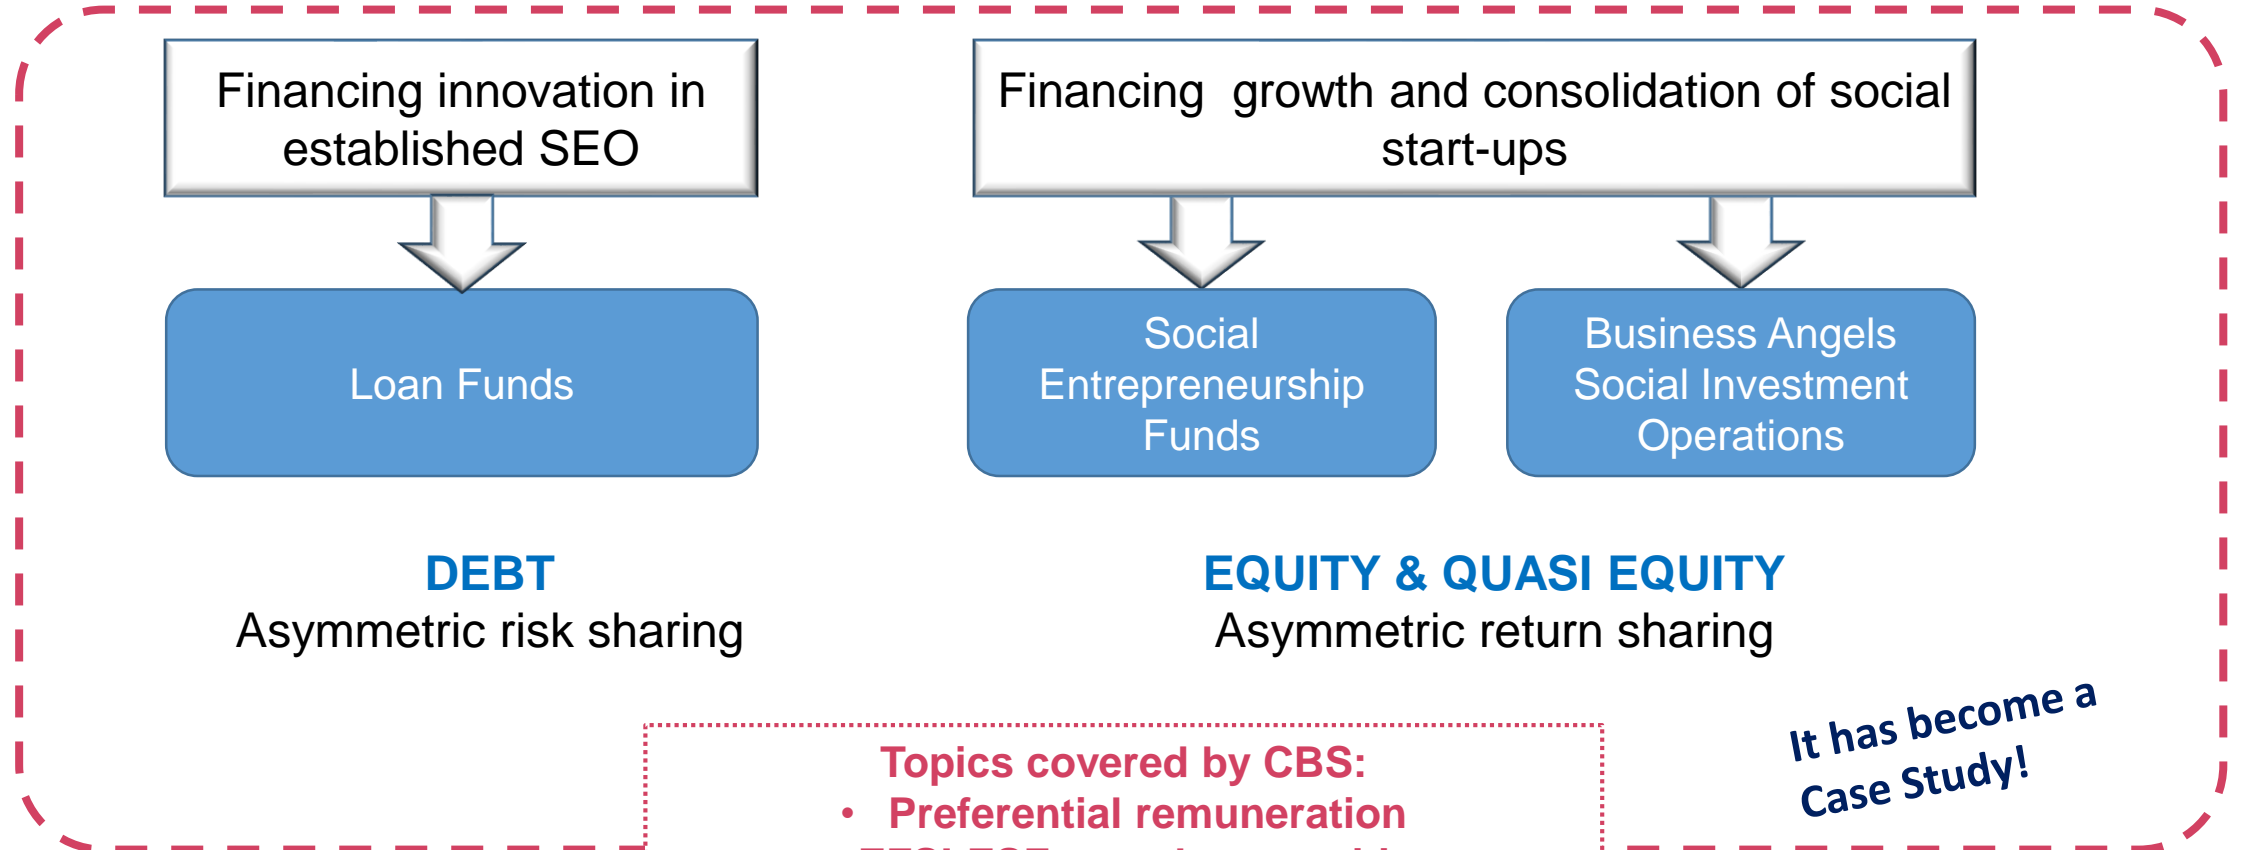 Financing innovation in
established SEO
Financing growth and consolidation of social
start-ups
Loan Funds
Social
Entrepreneurship
Funds
Business Angels
Social Investment
Operations
DEBT
Asymmetric risk sharing
EQUITY & QUASI EQUITY
Asymmetric return sharing
It has become a
Case Study!
Topics covered by CBS:
• Preferential remuneration